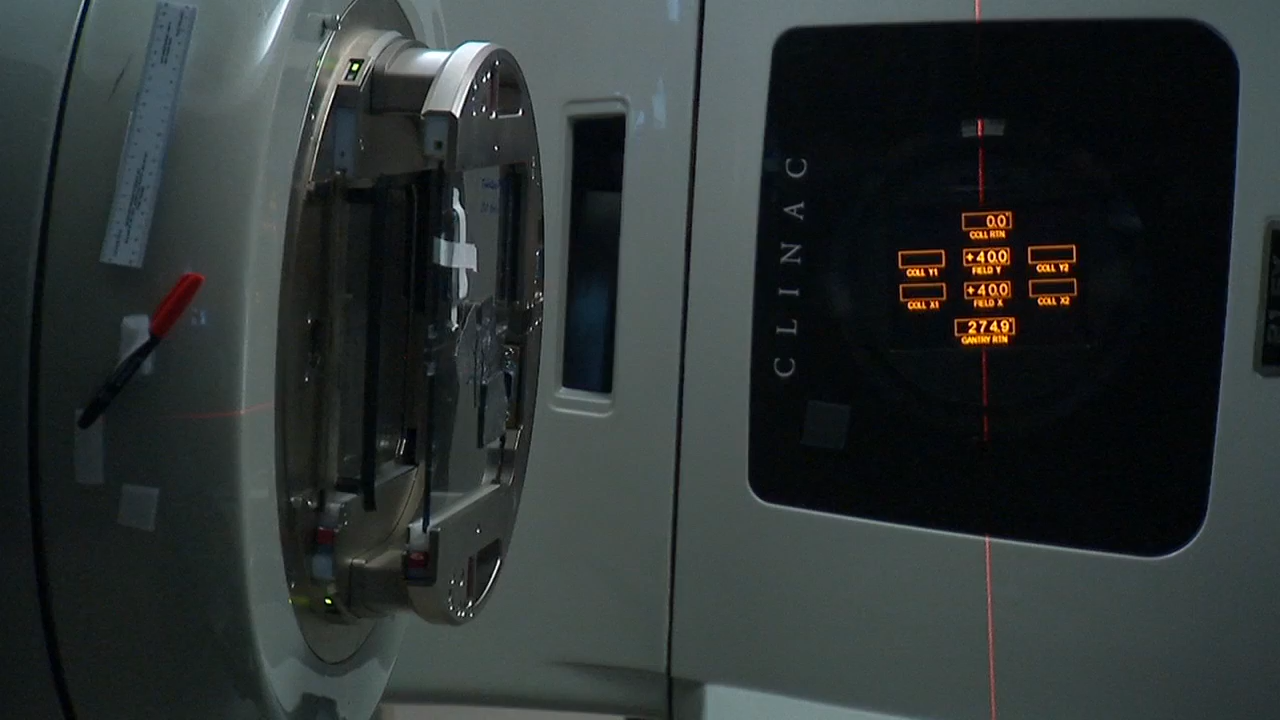 CLINAC
0.0
COLL RTN
COLL Y1
+40.0
FIELD Y
COLL Y2
COLL X1
+40.0
FIELD X
COLL X2
274.9
GANTRY RTN